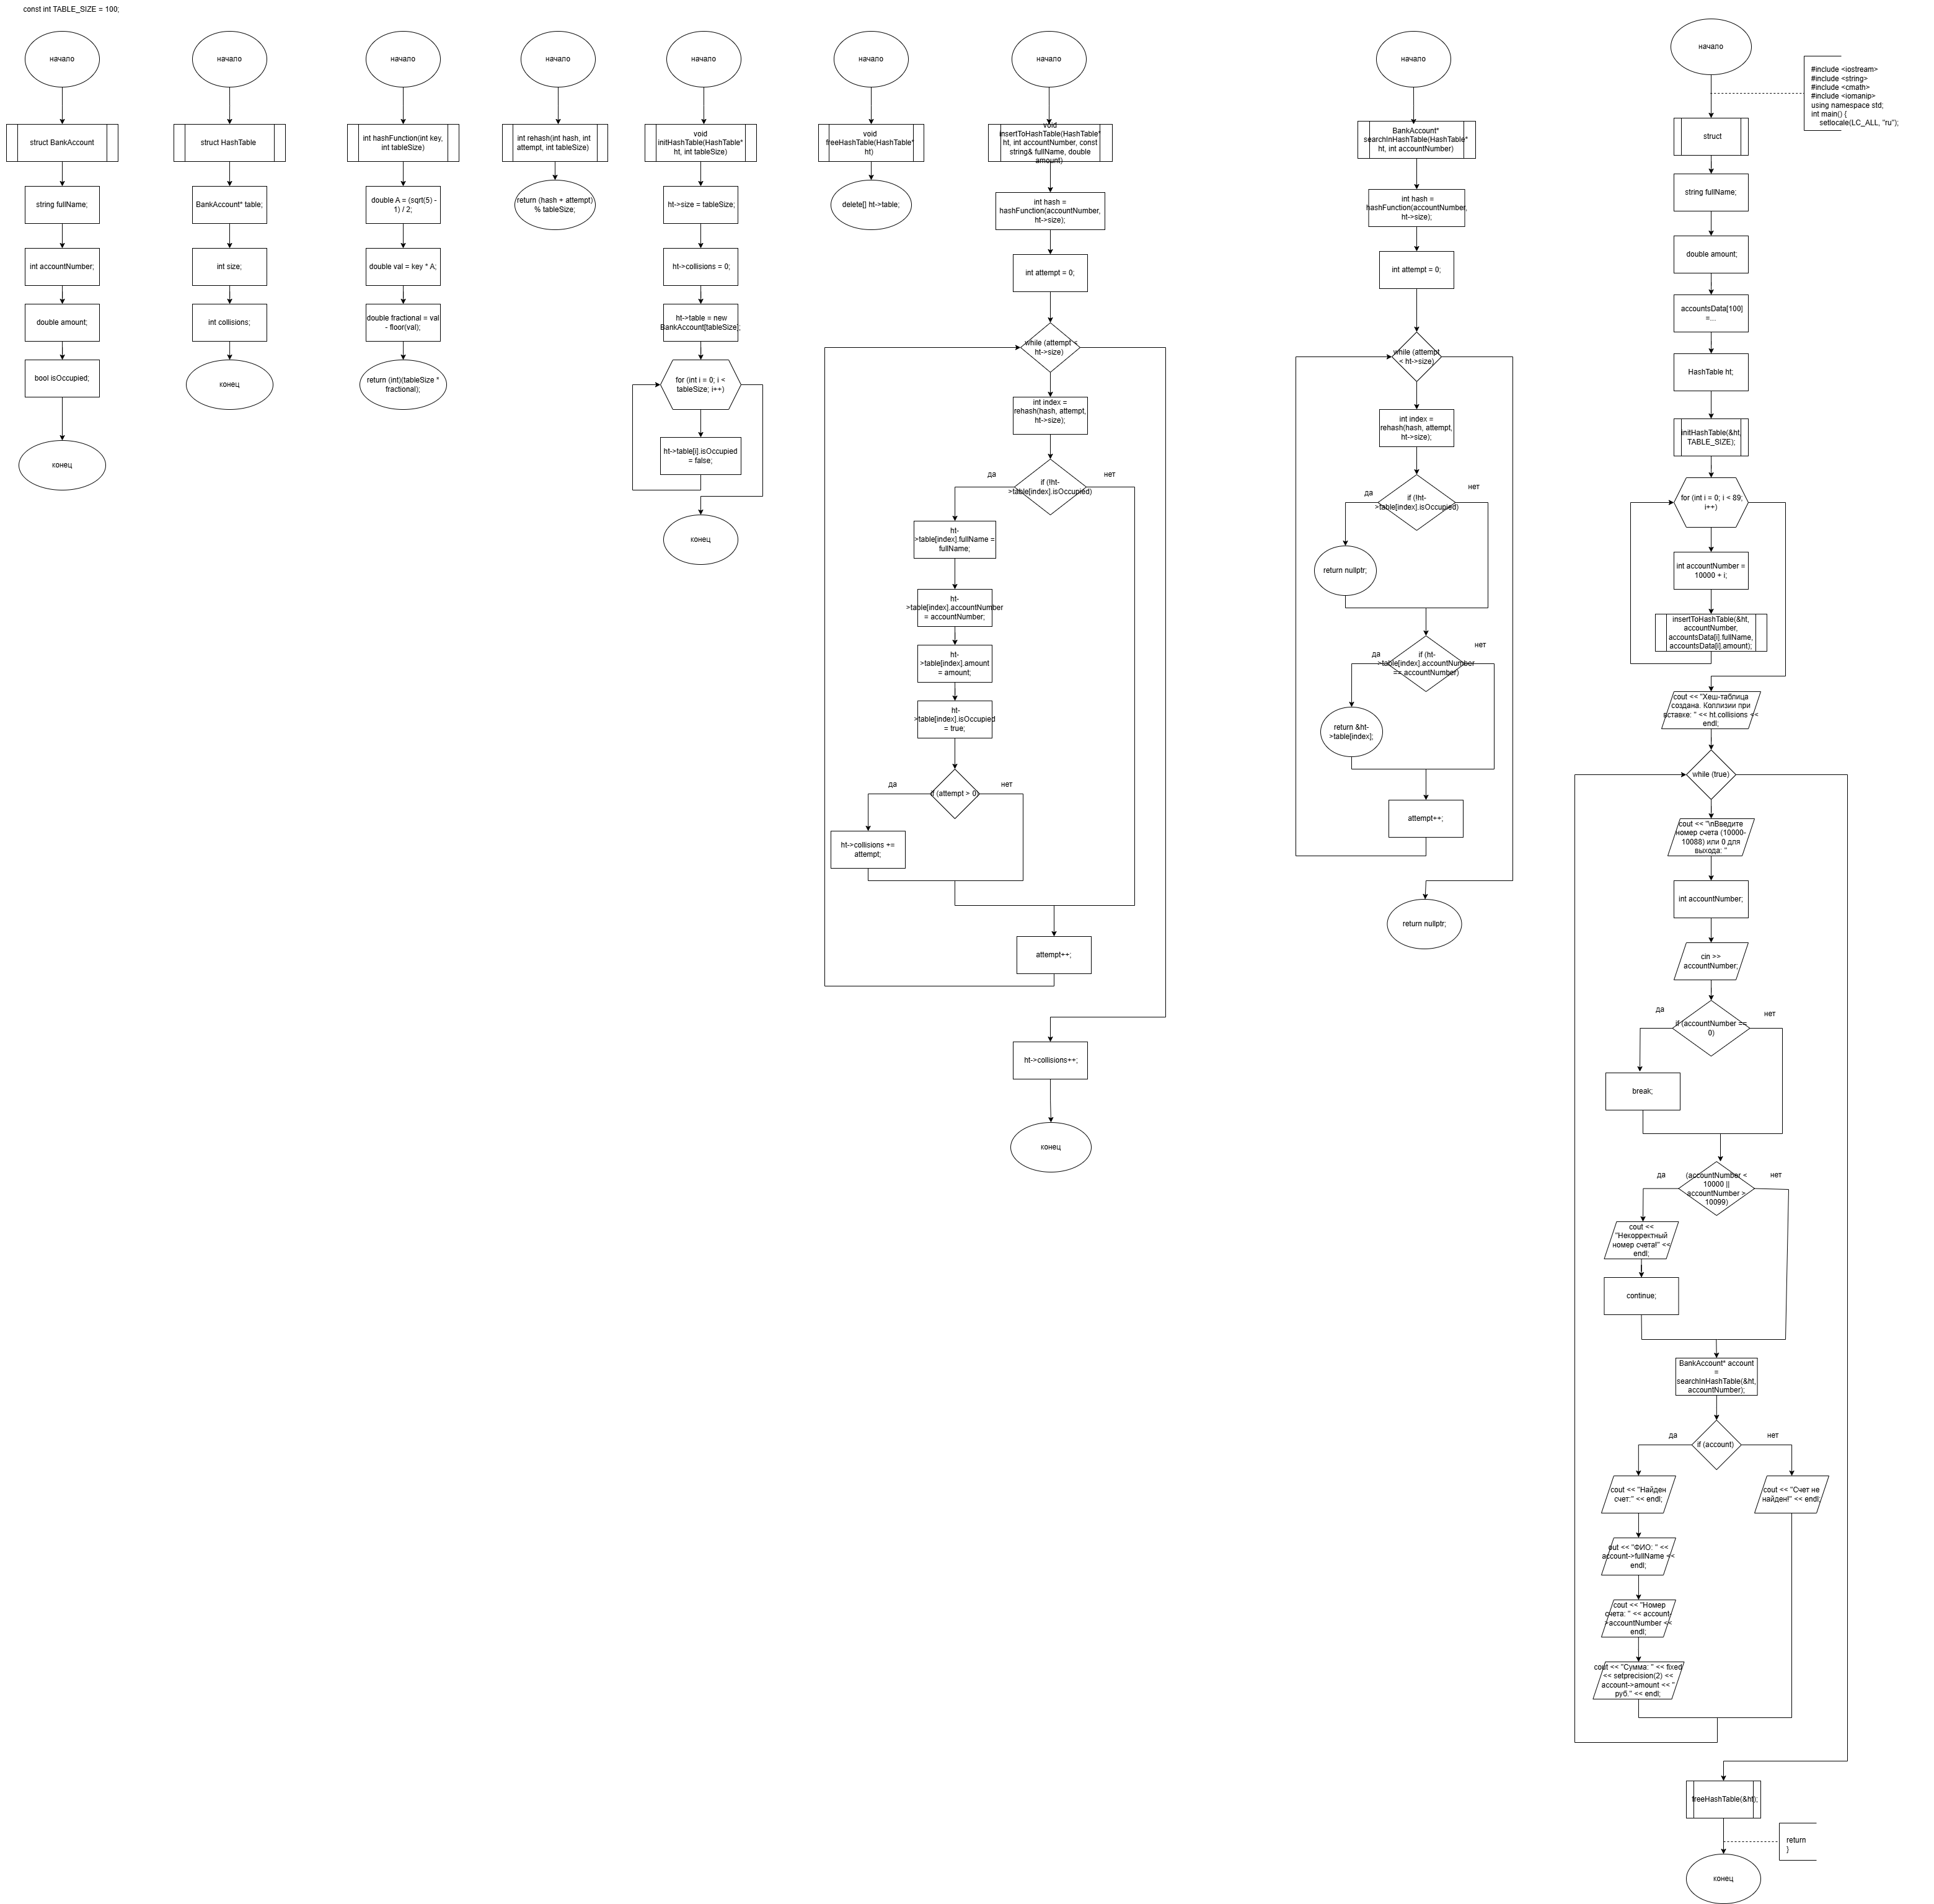 const int TABLE_SIZE = 100;
начало
struct BankAccount
string fullName;
int accountNumber;
double amount;
bool isOccupied;
конец
начало
struct HashTable
BankAccount* table;
int size;
int collisions;
конец
начало
int hashFunction(int key,
int tableSize)
double A = (sqrt(5) -
1) / 2;
double val = key * A;
double fractional = val
- floor(val);
return (int)(tableSize *
fractional);
начало
int rehash(int hash, int
attempt, int tableSize)
return (hash + attempt)
% tableSize;
начало
void
initHashTable(HashTable*
ht, int tableSize)
ht->size = tableSize;
ht->collisions = 0;
ht->table = new
BankAccount[tableSize];
for (int i = 0; i <
tableSize; i++)
ht->table[i].isOccupied
= false;
конец
начало
void
freeHashTable(HashTable*
ht)
delete[] ht->table;
начало
void
insertToHashTable(HashTable*
ht, int accountNumber, const
string& fullName, double
amount)
int hash =
hashFunction(accountNumber,
ht->size);
int attempt = 0;
while (attempt <
ht->size)
int index =
rehash(hash, attempt,
ht->size);
да
нет
if (!ht-
>table[index].isOccupied)
ht-
>table[index].fullName =
fullName;
ht-
>table[index].accountNumber
= accountNumber;
ht-
>table[index].amount
= amount;
ht-
>table[index].isOccupied
= true;
да
нет
if (attempt > 0)
ht->collisions +=
attempt;
attempt++;
ht->collisions++;
конец
начало
BankAccount*
searchInHashTable(HashTable*
ht, int accountNumber)
int hash =
hashFunction(accountNumber,
ht->size);
int attempt = 0;
while (attempt
< ht->size)
int index =
rehash(hash, attempt,
ht->size);
да
нет
if (!ht-
>table[index].isOccupied)
return nullptr;
да
нет
if (ht-
>table[index].accountNumber
== accountNumber)
return &ht-
>table[index];
attempt++;
return nullptr;
начало
#include <iostream>
#include <string>
#include <cmath>
#include <iomanip>
using namespace std;
int main() {
setlocale(LC_ALL, "ru");
struct
string fullName;
double amount;
accountsData[100]
=...
HashTable ht;
initHashTable(&ht,
TABLE_SIZE);
for (int i = 0; i < 89;
i++)
int accountNumber =
10000 + i;
insertToHashTable(&ht,
accountNumber,
accountsData[i].fullName,
accountsData[i].amount);
cout << "Хеш-таблица
создана. Коллизии при
вставке: " << ht.collisions <<
endl;
while (true)
cout << "\nВведите
номер счета (10000-
10088) или 0 для
выхода: "
int accountNumber;
cin >>
accountNumber;
да
нет
if (accountNumber ==
0)
break;
да
нет
(accountNumber <
10000 ||
accountNumber >
10099)
cout <<
"Некорректный
номер счета!" <<
endl;
continue;
BankAccount* account
=
searchInHashTable(&ht,
accountNumber);
да
нет
if (account)
cout << "Найден
счет:" << endl;
cout << "Счет не
найден!" << endl;
out << "ФИО: " <<
account->fullName <<
endl;
cout << "Номер
счета: " << account-
>accountNumber <<
endl;
cout << "Сумма: " << fixed
<< setprecision(2) <<
account->amount << "
руб." << endl;
freeHashTable(&ht);
return
}
конец